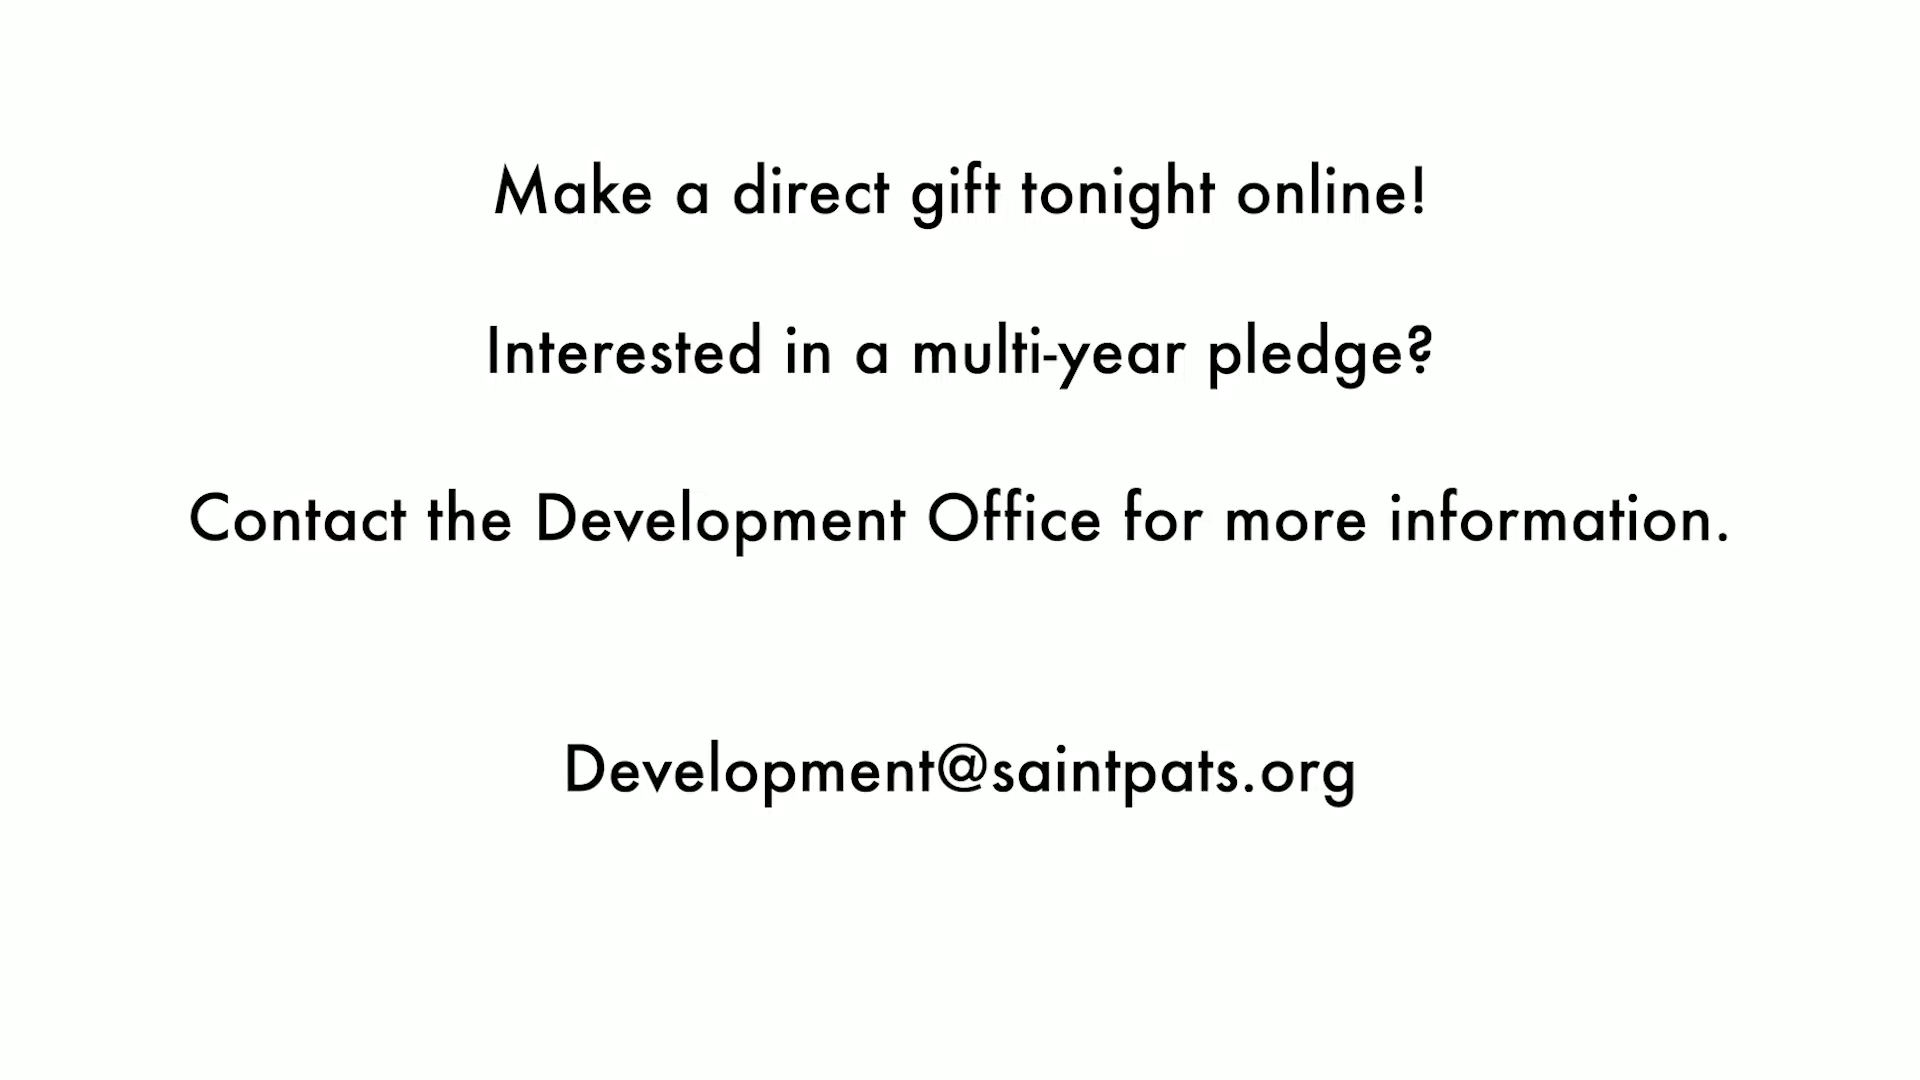 Make a direct gift tonight online!
Interested in a multi-year pledge?
Contact the Development Office for more information.
Development@saintpats.org